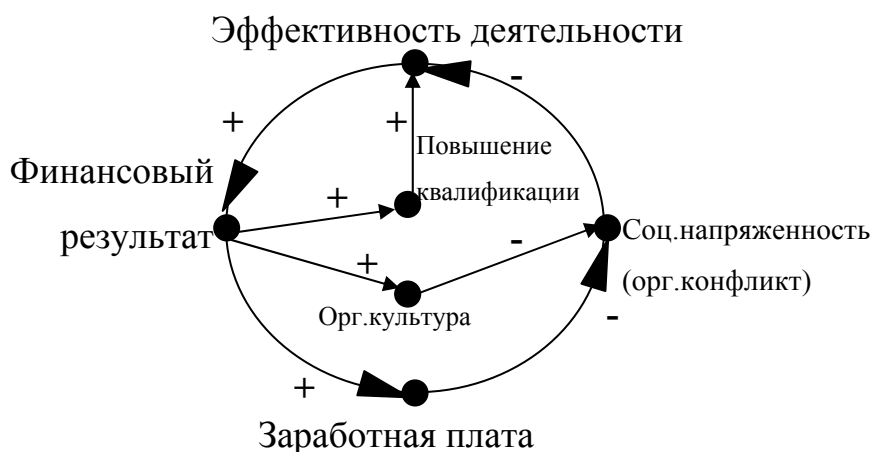 Эффективность деятельности
-
+
+
Повышение
квалификации
Финансовый
результат
+
-
Соц.напряженность
(орг.конфликт)
+
Орг.культура
-
+
Заработная плата